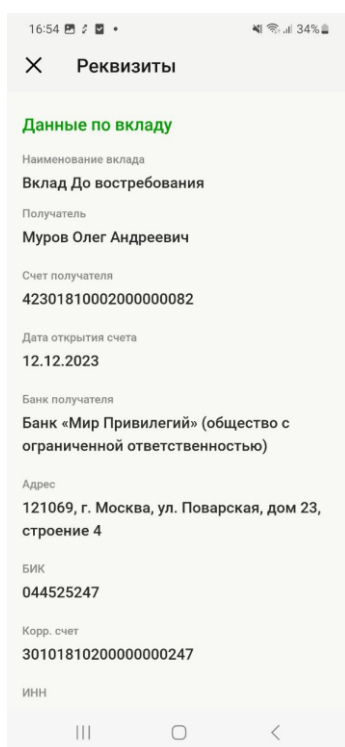 16:54
34%
Реквизиты
Данные по вкладу
Наименование вклада
Вклад До востребования
Получатель
Муров Олег Андреевич
Счет получателя
42301810002000000082
Дата открытия счета
12.12.2023
Банк получателя
Банк «Мир Привилегий» (общество с
ограниченной ответственностью)
Адрес
121069, г. Москва, ул. Поварская, дом 23,
строение 4
БИК
044525247
Корр. счет
30101810200000000247
ИНН